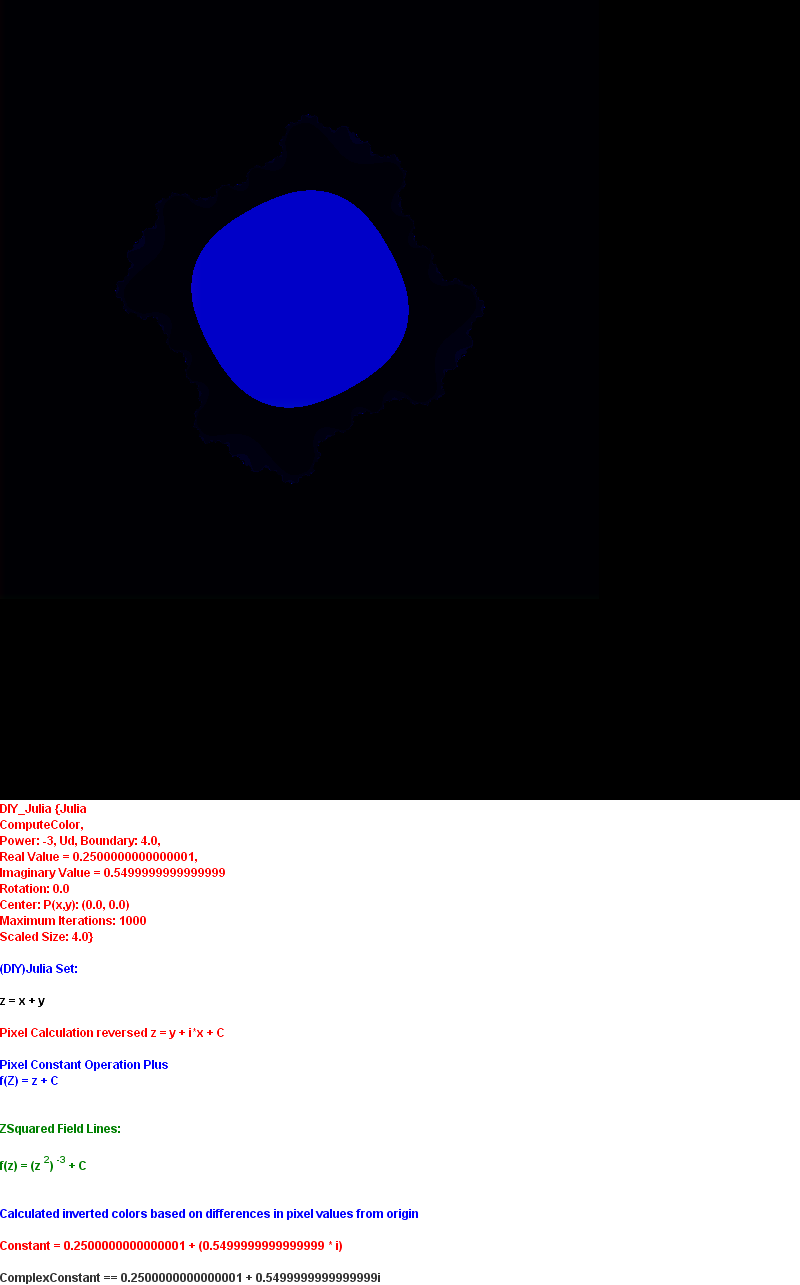 DIY_Julia {Julia
ComputeColor,
Power: -3, Ud, Boundary: 4.0,
Real Value = 0.2500000000000001,
Imaginary Value = 0.5499999999999999
Rotation: 0.0
Center: P(x,y): (0.0, 0.0)
Maximum Iterations: 1000
Scaled Size: 4.0}
(DIY)Julia Set:
z = x + y
Pixel Calculation reversed z = y + i*x + C
Pixel Constant Operation Plus
f(Z) = z + C
ZSquared Field Lines:
f(z) = (z ²) ⁻³ + C
Calculated inverted colors based on differences in pixel values from origin
Constant = 0.2500000000000001 + (0.5499999999999999 * i)
ComplexConstant == 0.2500000000000001 + 0.5499999999999999i